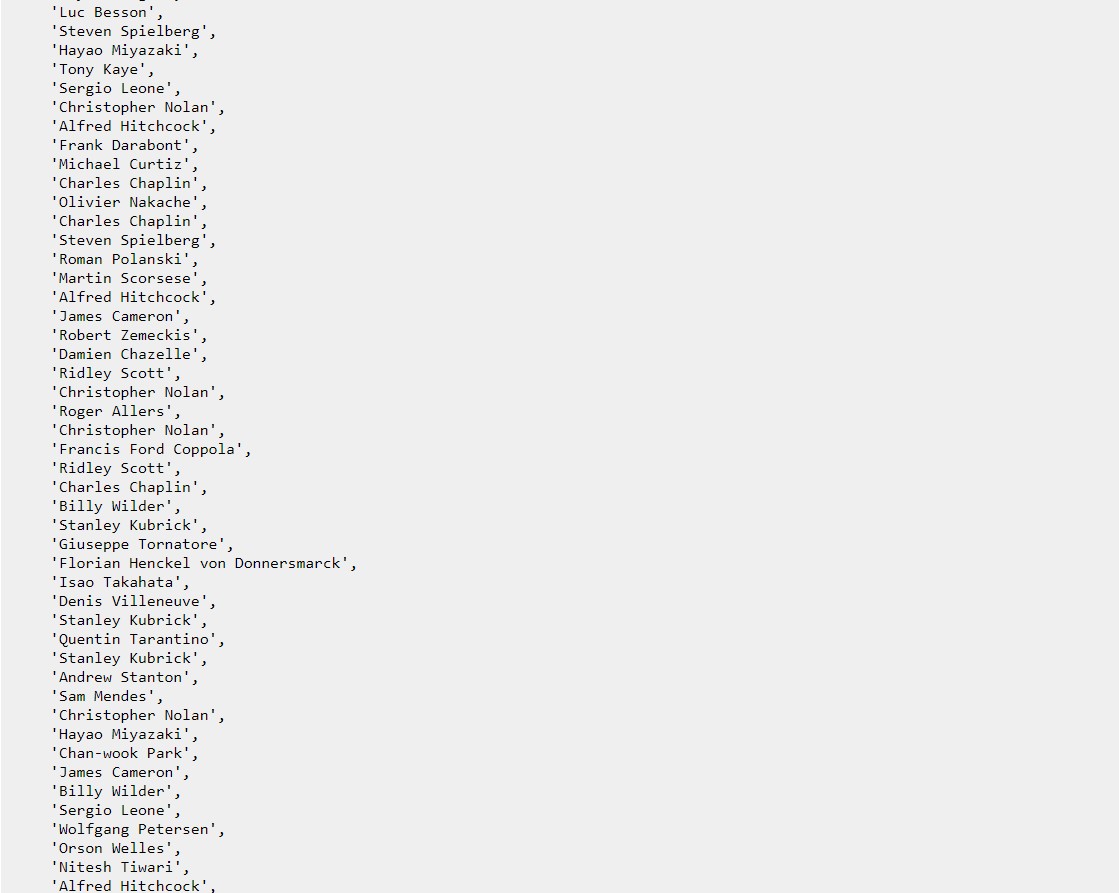 'Luc Besson',
'Steven Spielberg',
'Hayao Miyazaki',
'Tony Kaye',
'Sergio Leone',
'Christopher Nolan',
'Alfred Hitchcock',
'Frank Darabont',
'Michael Curtiz',
'Charles Chaplin',
'Olivier Nakache',
'Charles Chaplin',
'Steven Spielberg',
'Roman Polanski',
'Martin Scorsese',
'Alfred Hitchcock',
'James Cameron',
'Robert Zemeckis',
'Damien Chazelle',
'Ridley Scott',
'Christopher Nolan',
'Roger Allers',
'Christopher Nolan',
'Francis Ford Coppola',
'Ridley Scott',
'Charles Chaplin',
'Billy Wilder',
'Stanley Kubrick',
'Giuseppe Tornatore',
'Florian Henckel von Donnersmarck',
'Isao Takahata',
'Denis Villeneuve',
'Stanley Kubrick',
'Quentin Tarantino',
'Stanley Kubrick',
'Andrew Stanton',
'Sam Mendes',
'Christopher Nolan',
'Hayao Miyazaki',
'Chan-wook Park',
'James Cameron',
'Billy Wilder',
'Sergio Leone',
'Wolfgang Petersen',
'Orson Welles',
'Nitesh Tiwari',
'Alfred Hitchcock',